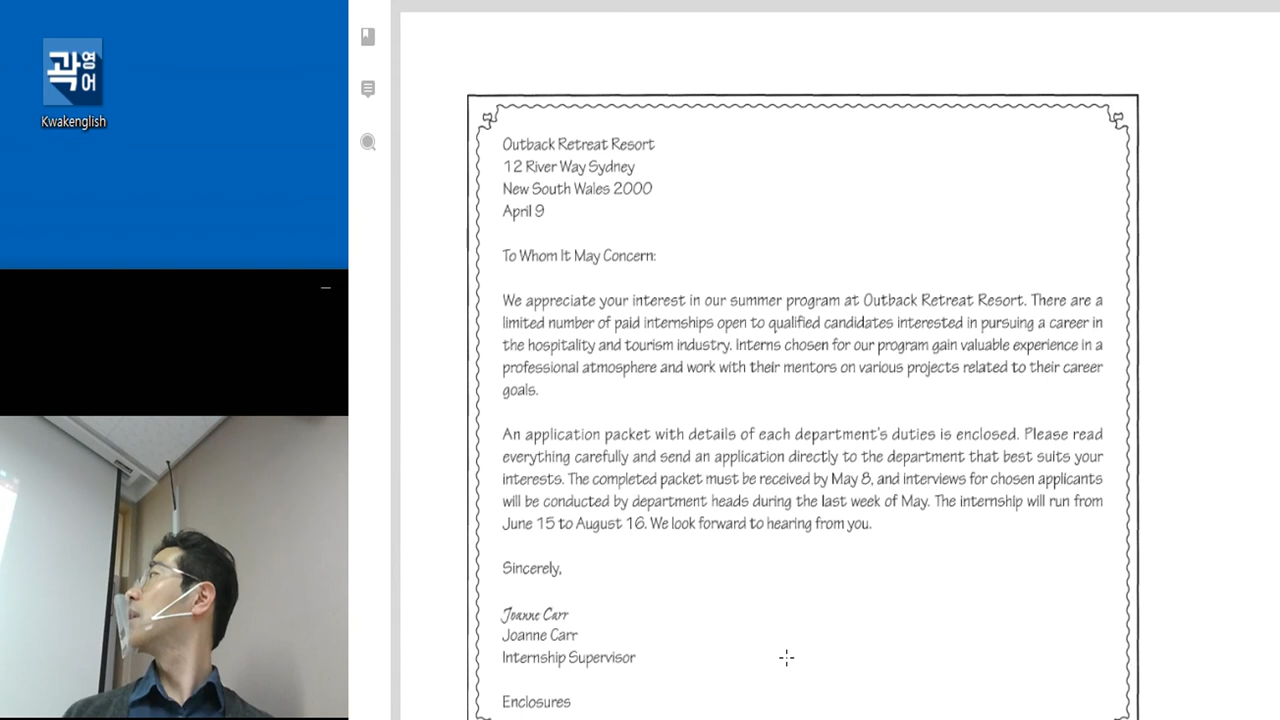 곽영어
Kwakenglish
Outback Retreat Resort
12 River Way Sydney
New South Wales 2000
April 9
To Whom It May Concern:
We appreciate your interest in our summer program at Outback Retreat Resort. There are a
limited number of paid internships open to qualified candidates interested in pursuing a career in
the hospitality and tourism industry. Interns chosen for our program gain valuable experience in a
professional atmosphere and work with their mentors on various projects related to their career
goals.
An application packet with details of each department's duties is enclosed. Please read
everything carefully and send an application directly to the department that best suits your
interests. The completed packet must be received by May 8, and interviews for chosen applicants
will be conducted by department heads during the last week of May. The internship will run from
June 15 to August 16. We look forward to hearing from you.
Sincerely,
Joanne Carr
Joanne Carr
Internship Supervisor
Enclosures